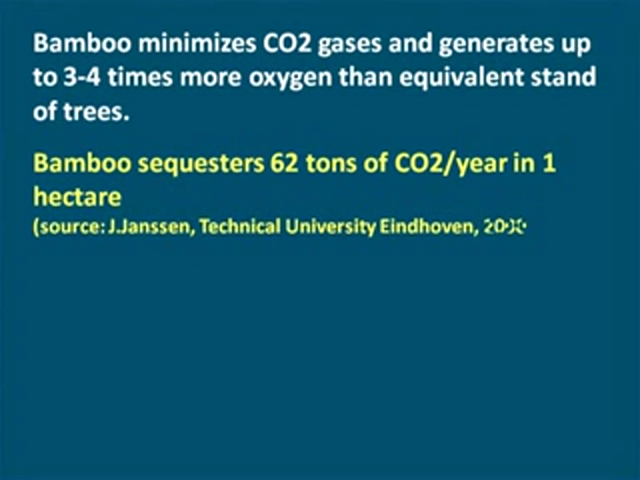 Bamboo minimizes CO2 gases and generates up
to 3-4 times more oxygen than equivalent stand
of trees.
Bamboo sequesters 62 tons of CO2/year in 1
hectare
(source: J.Janssen, Technical University Eindhoven,